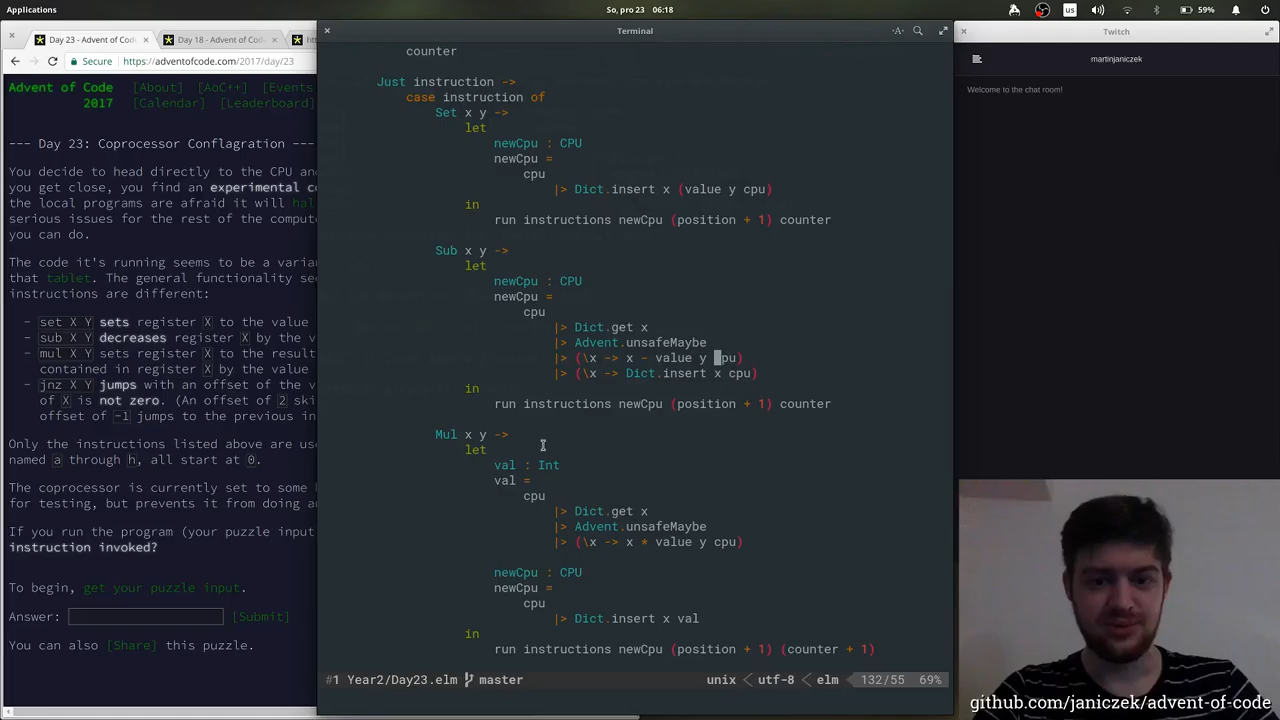 Applications
So, pro 23 06:18
us
59%
Day 23 - Advent of Cod
Day 18 - Advent of Code
Secure
https://adventofcode.com/2017/day/23
Advent of Code
[About] [AoC++] [Events
2017
[Calendar] [Leaderboard]
--- Day 23: Coprocessor Conflagration ---
You decide to head directly to the CPU and
you get close, you find an experimental co
the local programs are afraid it will hal
serious issues for the rest of the compute
you can do.
The code it's running seems to be a varian
that tablet. The general functionality see
instructions are different:
- set X Y sets register X to the value
- sub X Y decreases register X by the v
- mul X Y sets register X to the result
contained in register X by the value
- jnz X Y jumps with an offset of the v
of X is not zero. (An offset of 2 ski
offset of -1 jumps to the previous in
Only the instructions listed above are use
named a through h, all start at 0.
The coprocessor is currently set to some k
for testing, but prevents it from doing an
If you run the program (your puzzle input
instruction invoked?
To begin, get your puzzle input.
Answer:
[Submit]
You can also [Share] this puzzle.
Terminal
-A-
counter
Just instruction ->
case instruction of
Set x y ->
let
newCpu : CPU
newCpu =
cpu
|> Dict.insert x (value y cpu)
in
run instructions newCpu (position + 1) counter
Sub x y ->
let
newCpu : CPU
newCpu =
cpu
|> Dict.get x
|> Advent.unsafeMaybe
|> (\x -> x - value y cpu)
|> (\x -> Dict.insert x cpu)
in
run instructions newCpu (position + 1) counter
Mul x y ->
let
val : Int
val =
cpu
|> Dict.get x
|> Advent.unsafeMaybe
|> (\x -> x * value y cpu)
newCpu : CPU
newCpu =
cpu
|> Dict.insert x val
in
run instructions newCpu (position + 1) (counter + 1)
#1 Year2/Day23.elm master
unix < utf-8 < elm
132/55 69%
Twitch
martinjaniczek
Welcome to the chat room!
github.com/janiczek/advent-of-code